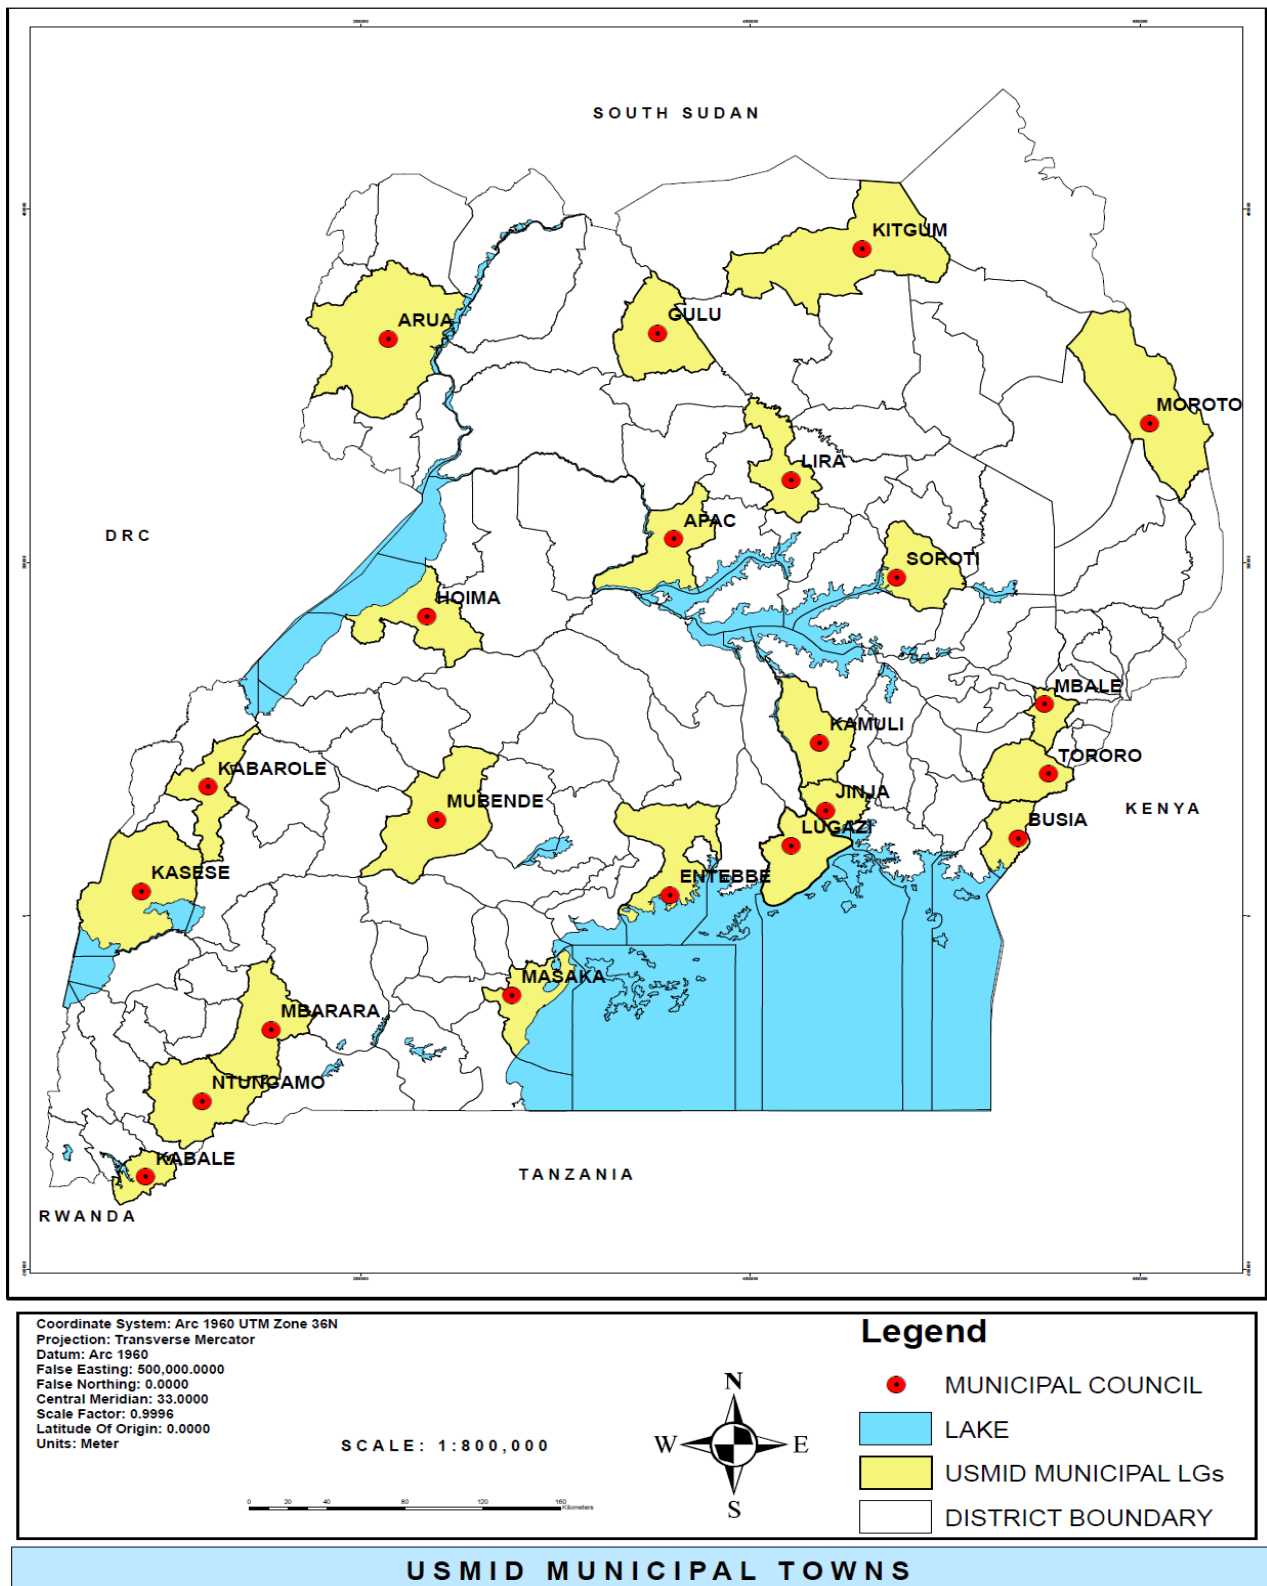 SOUTH SUDAN
KITGUM
ARUA
GULU
MOROTO
LIRA
APAC
DRC
SOROTI
HOIMA
MBALE
KAMULI
TORORO
KABAROLE
JINJA
MUBENDE
KENYA
BUSIA
LUGAZI
KASESE
ENTEBBE
MASAKA
MBARARA
NTUNGAMO
KABALE
TANZANIA
RWANDA
Coordinate System: Arc 1960 UTM Zone 36N
Projection: Transverse Mercator
Datum: Arc 1960
False Easting: 500,000.0000
False Northing: 0.0000
Central Meridian: 33.0000
Scale Factor: 0.9996
Latitude Of Origin: 0.0000
Units: Meter
SCALE: 1:800,000
0 20 40 80 120 160
Kilometers
N
W E
S
Legend
MUNICIPAL COUNCIL
LAKE
USMID MUNICIPAL LGs
DISTRICT BOUNDARY
USMID MUNICIPAL TOWNS